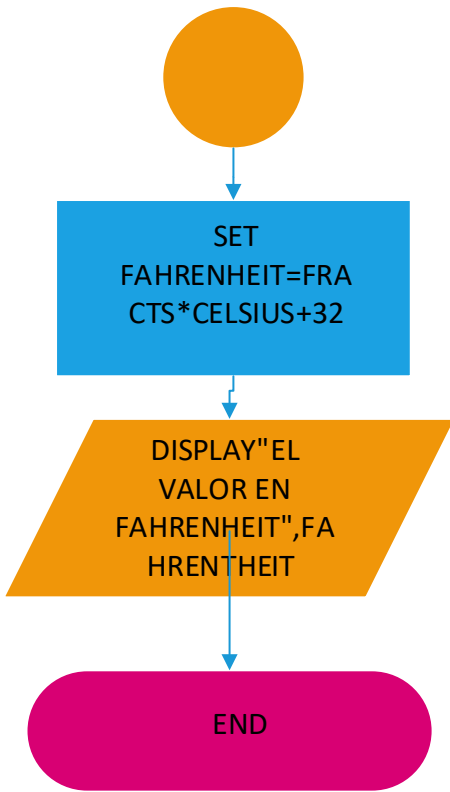 SET
FAHRENHEIT=FRA
CTS*CELSIUS+32
DISPLAY"EL
VALOR EN
FAHRENHEIT",FA
HRENTHEIT
END